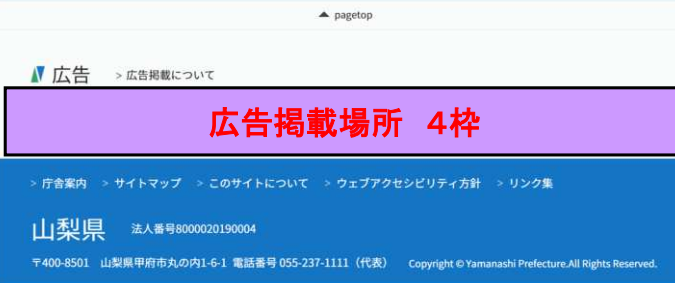 ▲ pagetop
広告 > 広告掲載について
広告掲載場所 4枠
> 庁舎案内 > サイトマップ > このサイトについて > ウェブアクセシビリティ方針 > リンク集
山梨県 法人番号8000020190004
〒400-8501 山梨県甲府市丸の内1-6-1 電話番号 055-237-1111（代表） Copyright © Yamanashi Prefecture.All Rights Reserved.